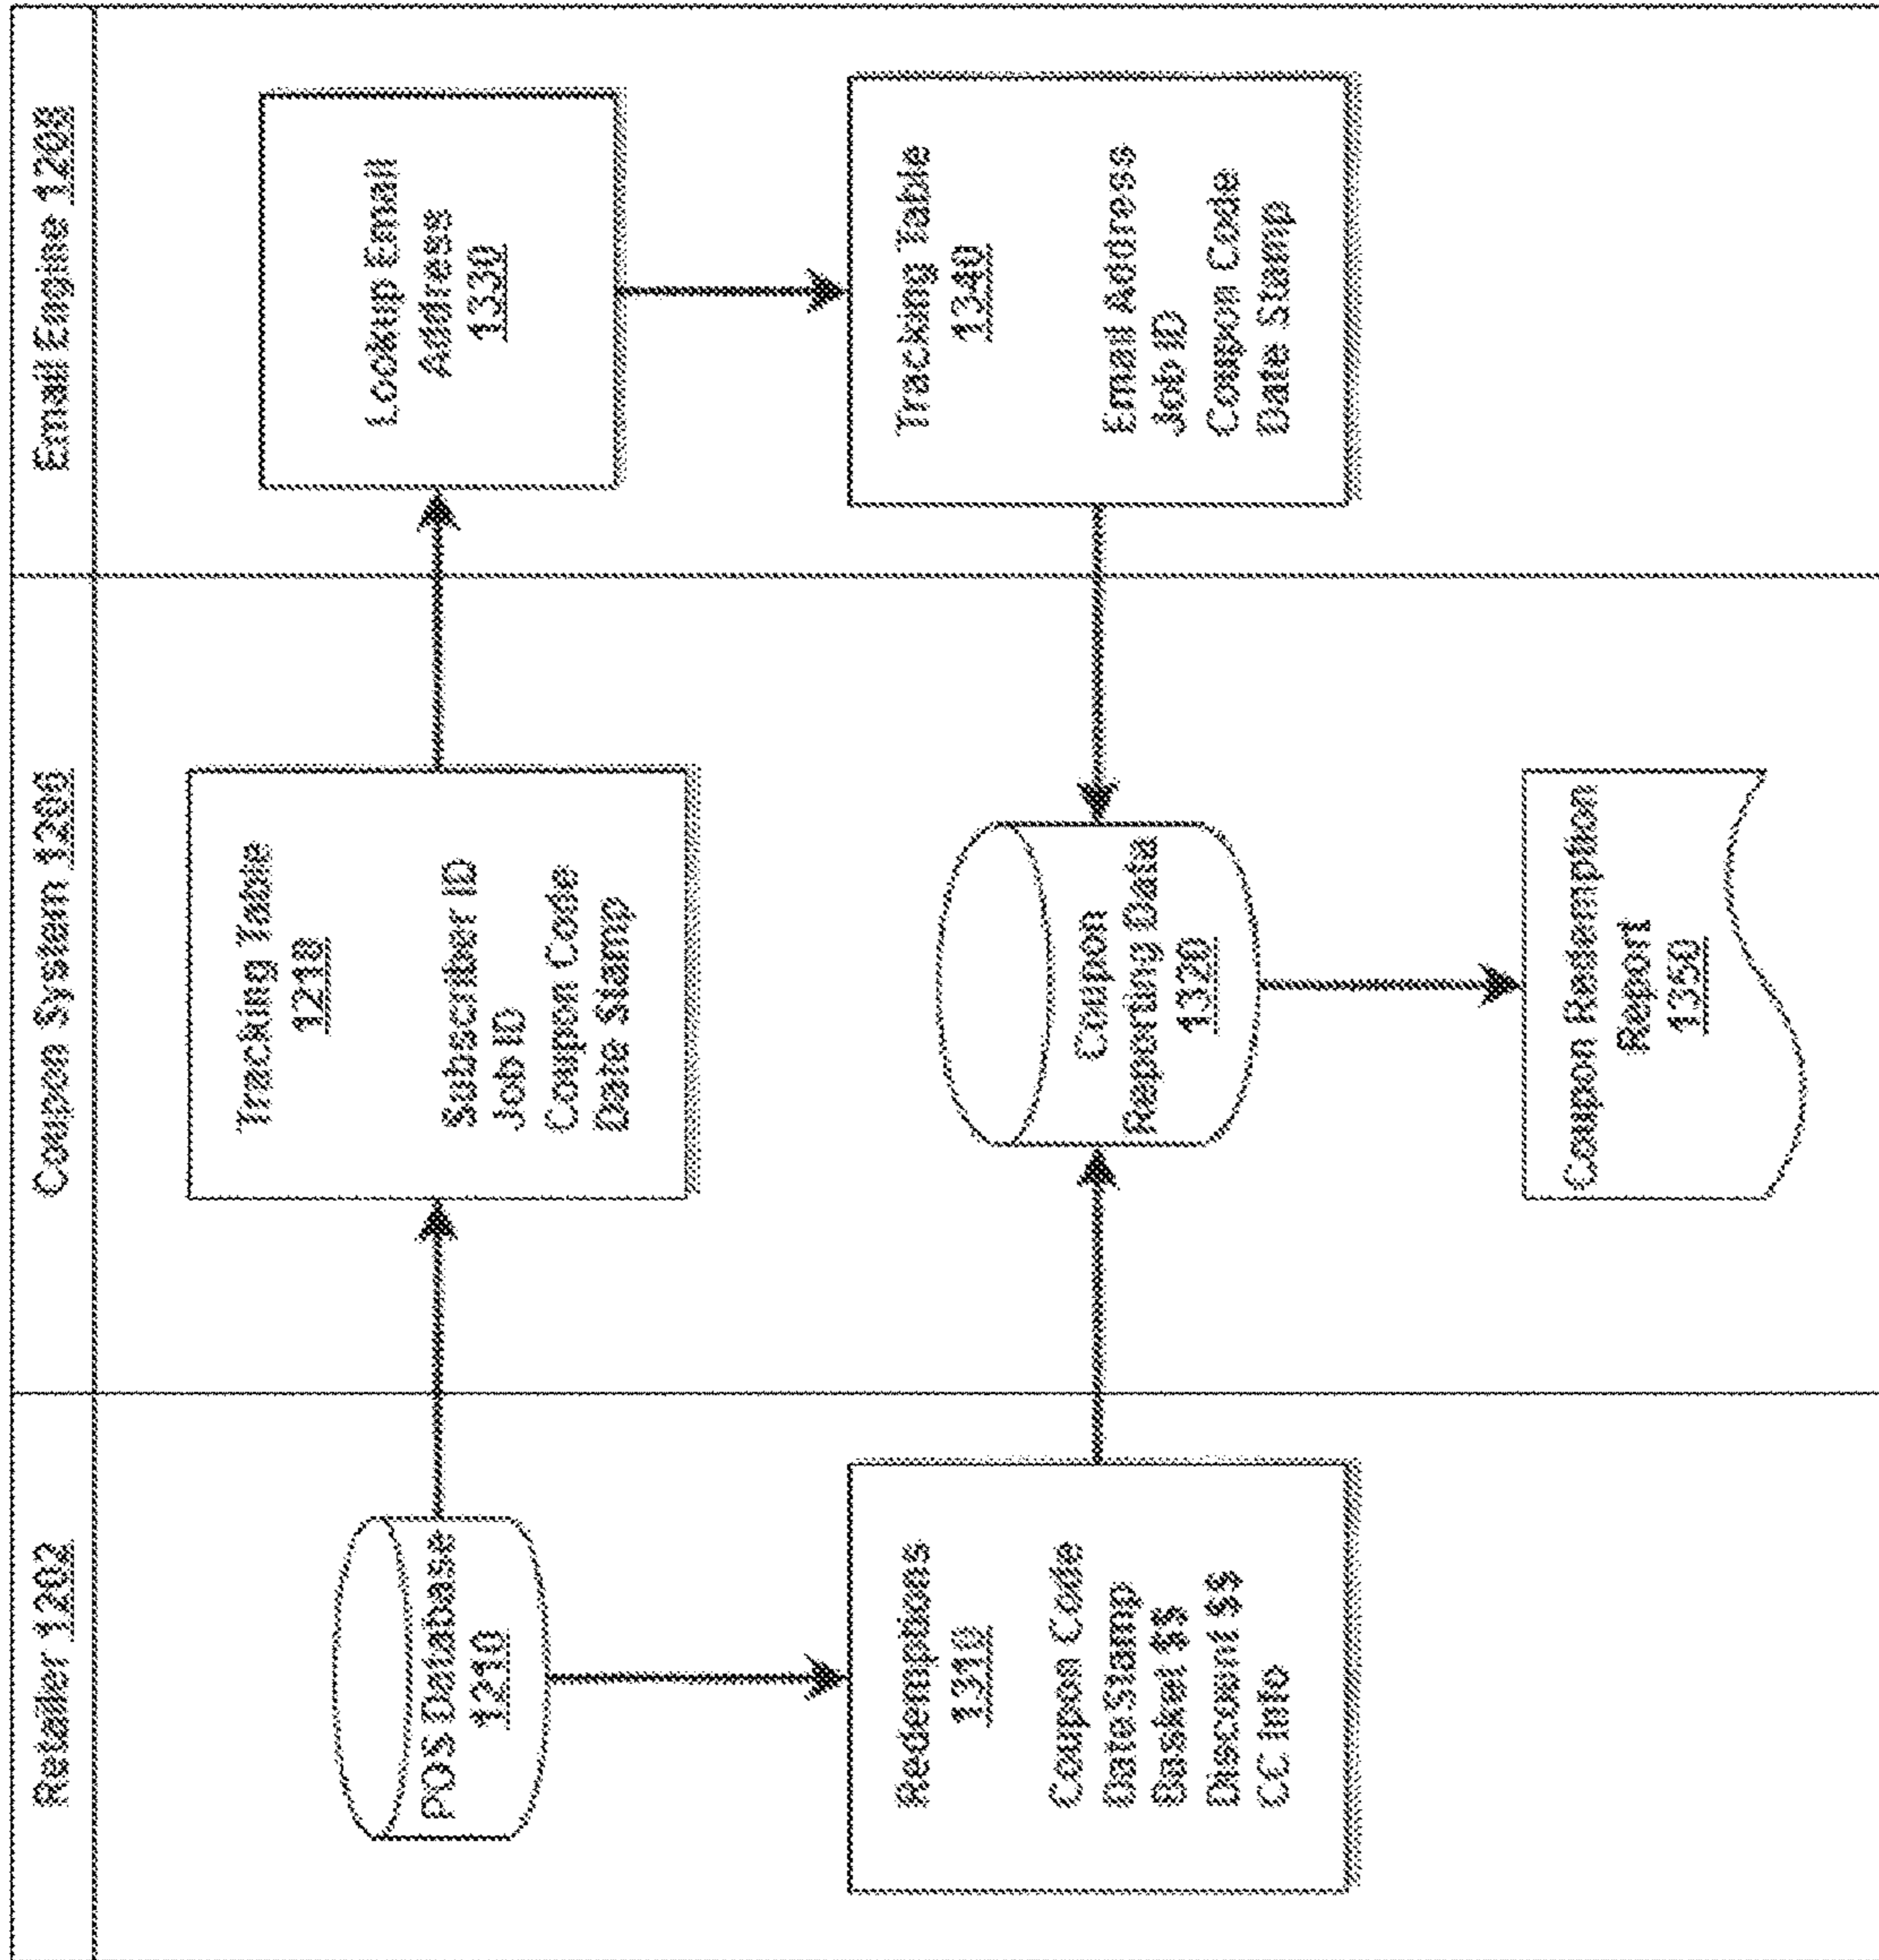 Retailer 1202
Coupon System 1206
Email Engine 1208
POS Database
1210
Tracking Table
1218
Subscriber ID
Job ID
Coupon Code
Date Stamp
Lookup Email
Address
1330
Redemptions
1310
Coupon Code
Date Stamp
Basket $$
Discount $$
CC Info
Coupon
Reporting Data
1320
Tracking Table
1340
Email Address
Job ID
Coupon Code
Date Stamp
Coupon Redemption
Report
1350